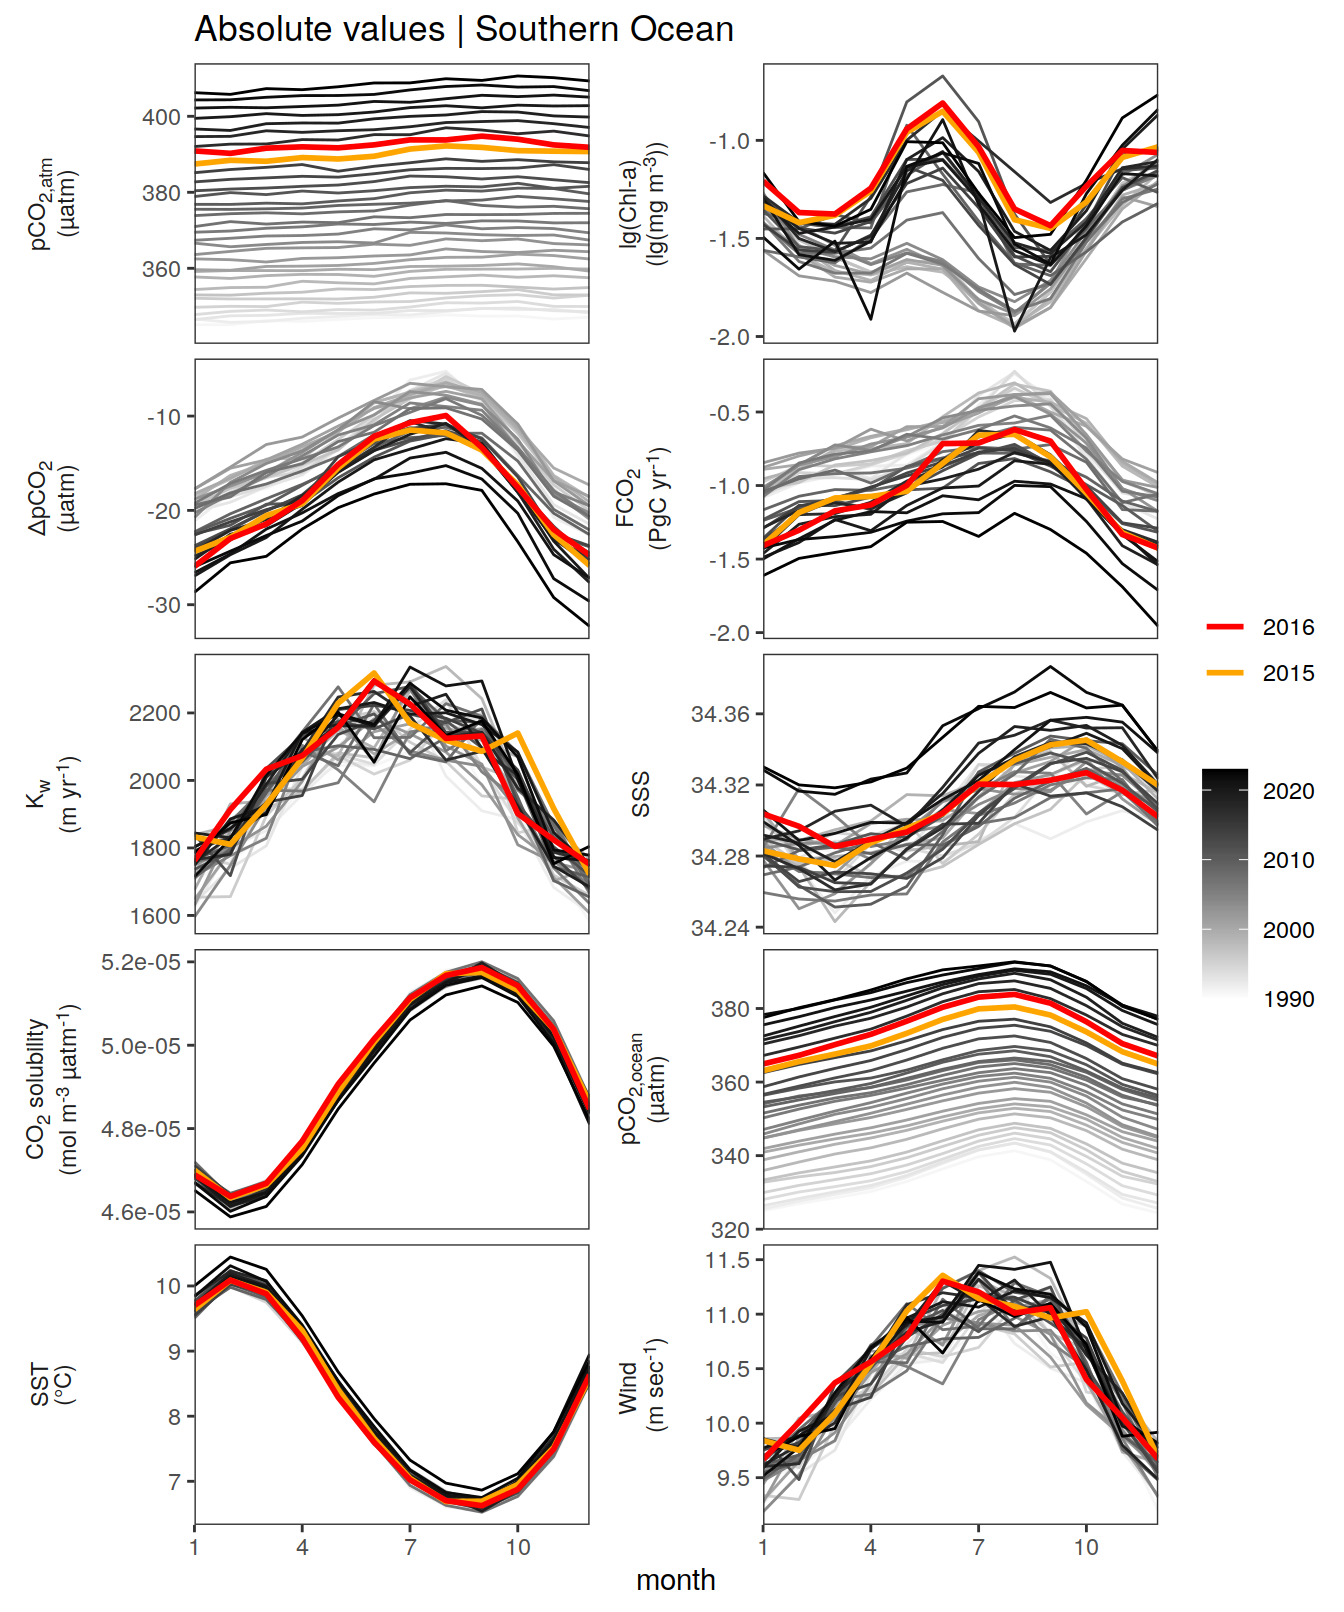 Absolute values | Southern Ocean
pCO2,atm
(µatm)
400
380
360
lg(Chl-a)
(lg(mg m-3))
-1.0
-1.5
-2.0
ΔpCO2
(µatm)
-10
-20
-30
FCO2
(PgC yr-1)
-0.5
-1.0
-1.5
-2.0
Kw
(m yr-1)
2200
2000
1800
1600
SSS
34.36
34.32
34.28
34.24
CO2 solubility
(mol m-3 µatm-1)
5.2e-05
5.0e-05
4.8e-05
4.6e-05
pCO2,ocean
(µatm)
380
360
340
320
SST
(°C)
10
9
8
7
Wind
(m sec-1)
11.5
11.0
10.5
10.0
9.5
1 4 7 10
1 4 7 10
month
2016
2015
2020
2010
2000
1990